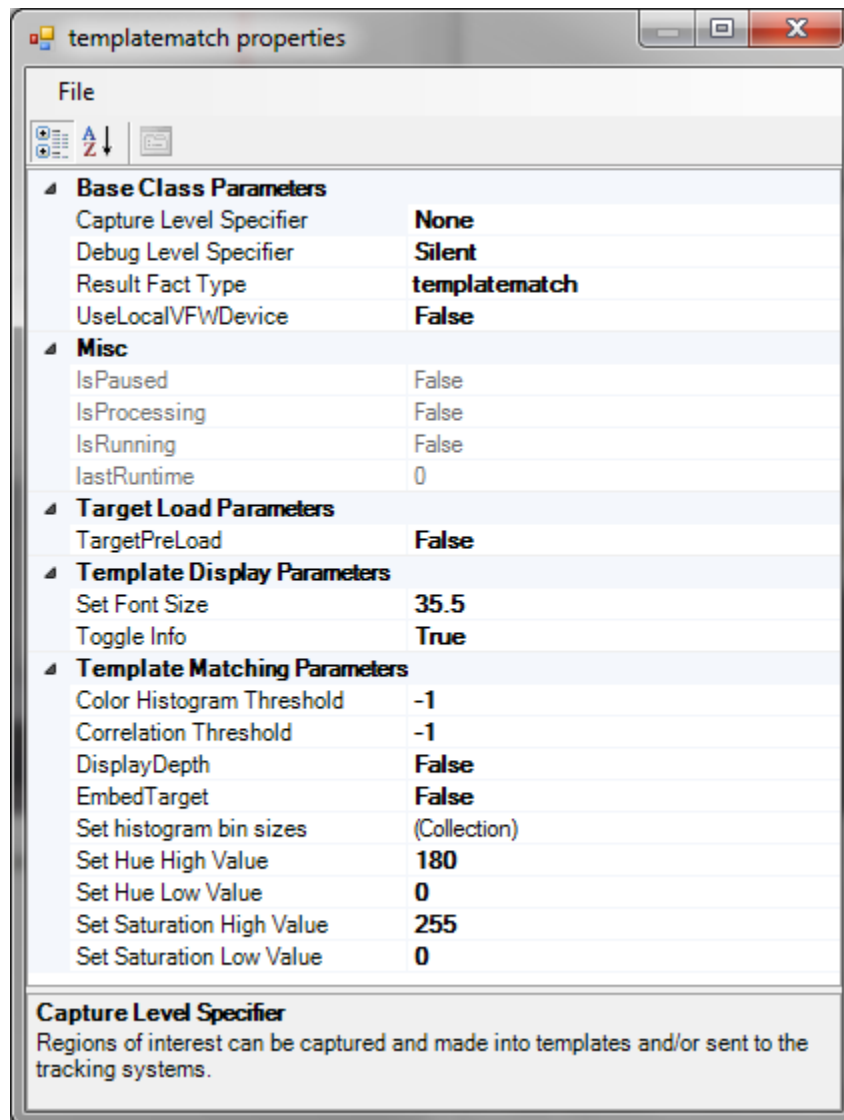 templatematch properties
File
Base Class Parameters
Capture Level Specifier None
Debug Level Specifier Silent
Result Fact Type templatematch
UseLocalVFWDevice False
Misc
IsPaused False
IsProcessing False
IsRunning False
lastRuntime 0
Target Load Parameters
TargetPreLoad False
Template Display Parameters
Set Font Size 35.5
Toggle Info True
Template Matching Parameters
Color Histogram Threshold -1
Correlation Threshold -1
DisplayDepth False
EmbedTarget False
Set histogram bin sizes (Collection)
Set Hue High Value 180
Set Hue Low Value 0
Set Saturation High Value 255
Set Saturation Low Value 0
Capture Level Specifier
Regions of interest can be captured and made into templates and/or sent to the
tracking systems.